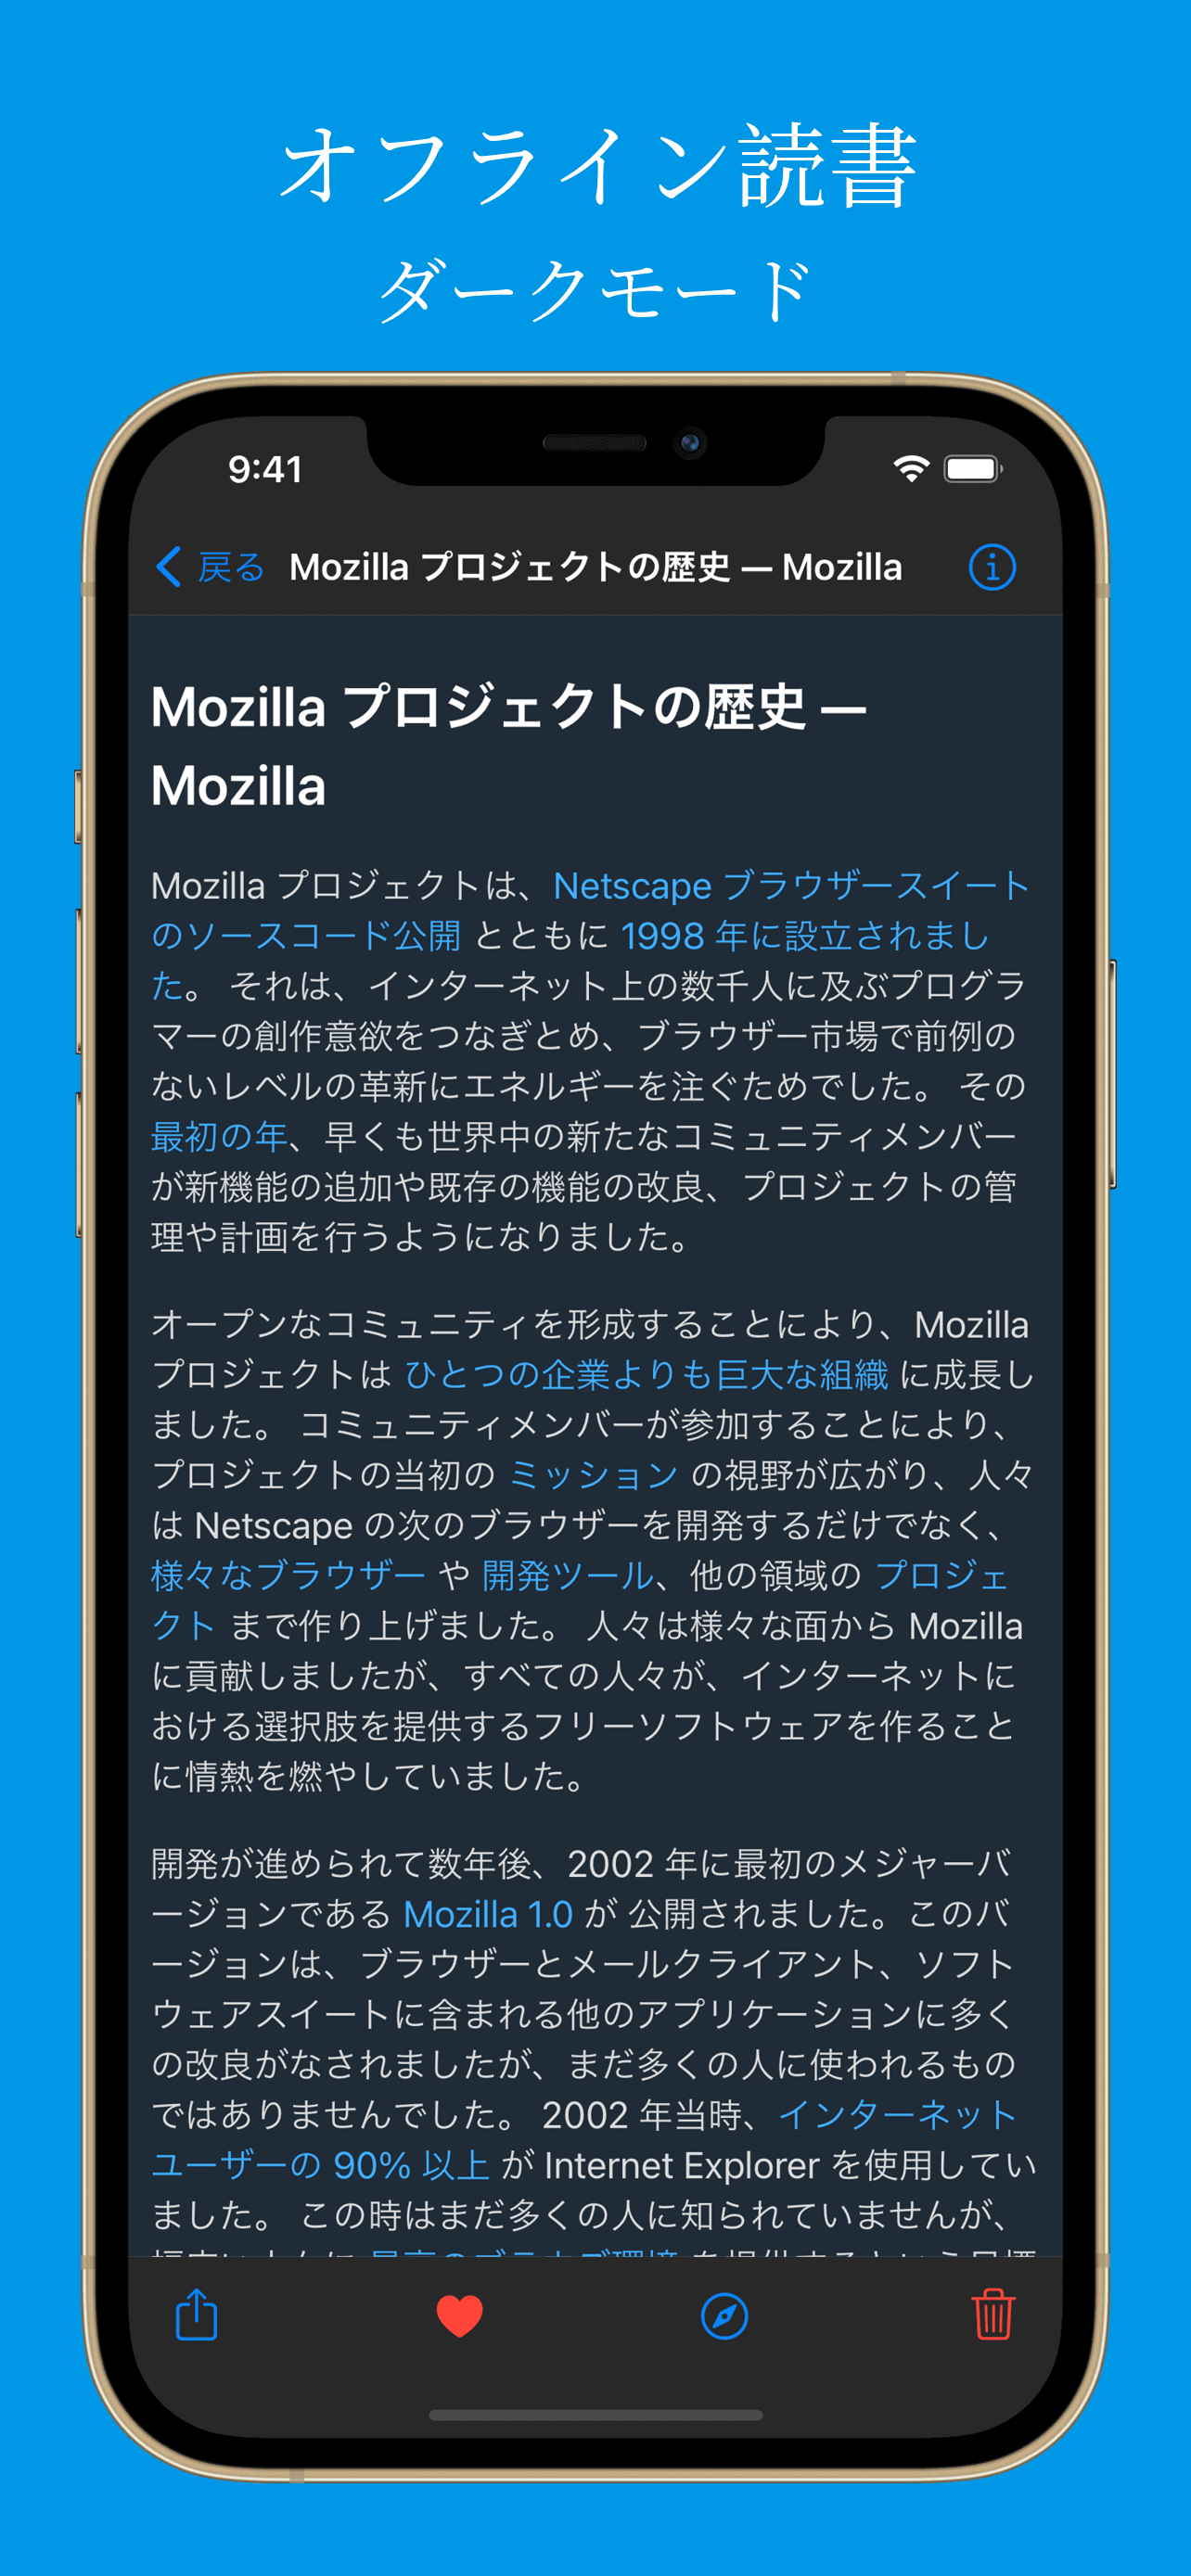 オフライン読書
ダークモード
9:41
戻る Mozilla プロジェクトの歴史 — Mozilla
Mozilla プロジェクトの歴史 —
Mozilla
Mozilla プロジェクトは、Netscape ブラウザースイート
のソースコード公開 とともに 1998 年に設立されまし
た。 それは、インターネット上の数千人に及ぶプログラ
マーの創作意欲をつなぎとめ、ブラウザー市場で前例の
ないレベルの革新にエネルギーを注ぐためでした。 その
最初の年、早くも世界中の新たなコミュニティメンバー
が新機能の追加や既存の機能の改良、プロジェクトの管
理や計画を行うようになりました。
オープンなコミュニティを形成することにより、Mozilla
プロジェクトは ひとつの企業よりも巨大な組織 に成長し
ました。 コミュニティメンバーが参加することにより、
プロジェクトの当初の ミッション の視野が広がり、人々
は Netscape の次のブラウザーを開発するだけでなく、
様々なブラウザー や 開発ツール、他の領域の プロジェ
クト まで作り上げました。 人々は様々な面から Mozilla
に貢献しましたが、すべての人々が、インターネットに
おける選択肢を提供するフリーソフトウェアを作ること
に情熱を燃やしていました。
開発が進められて数年後、2002 年に最初のメジャーバ
ージョンである Mozilla 1.0 が 公開されました。このバ
ージョンは、ブラウザーとメールクライアント、ソフト
ウェアスイートに含まれる他のアプリケーションに多く
の改良がなされましたが、まだ多くの人に使われるもの
ではありませんでした。 2002 年当時、インターネット
ユーザーの 90% 以上 が Internet Explorer を使用してい
ました。 この時はまだ多くの人に知られていませんが、